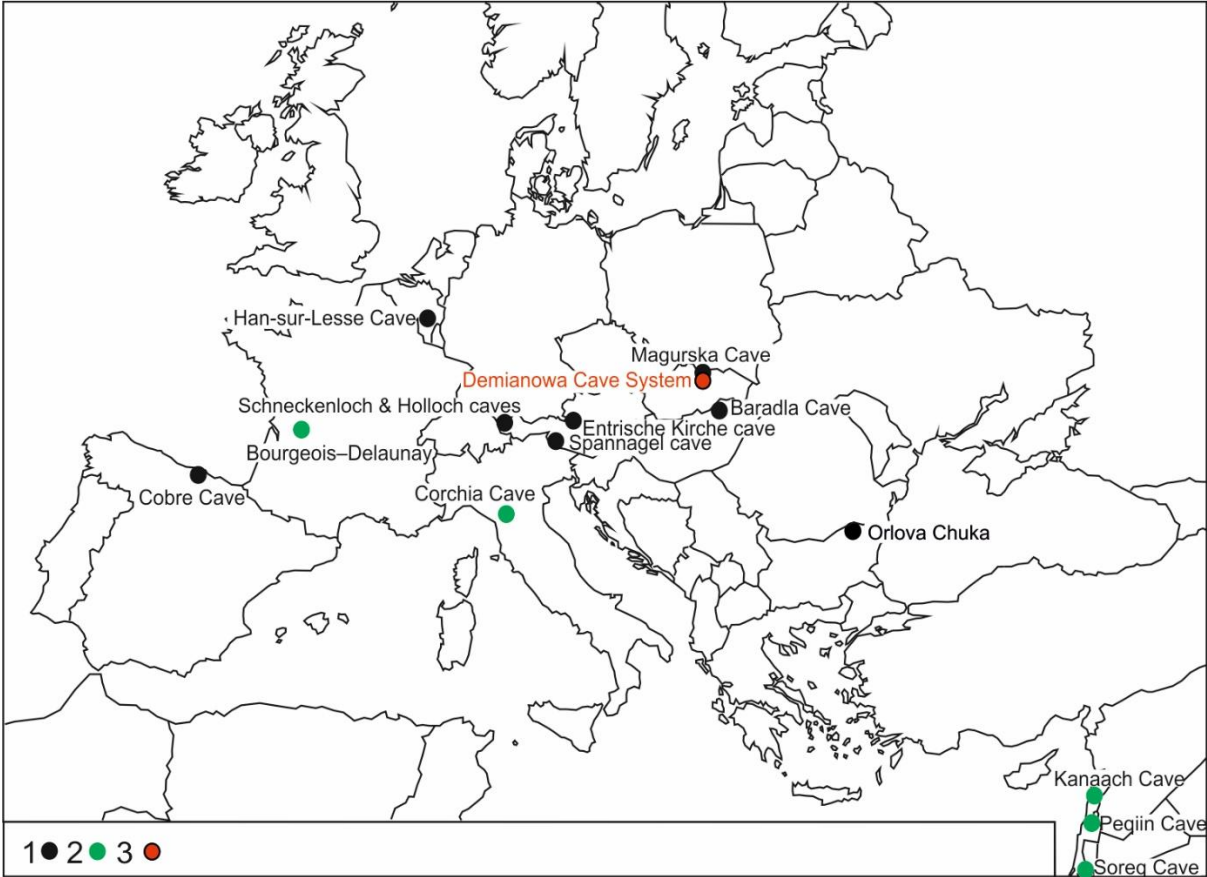 Han-sur-Lesse Cave
Magurska Cave
Demianowa Cave System
Schneckenloch & Holloch caves
Baradla Cave
Entrische Kirche cave
Spannagel cave
Bourgeois–Delaunay
Cobre Cave
Corchia Cave
Orlova Chuka
Kanaach Cave
Peqiin Cave
Soreq Cave
1 2 3